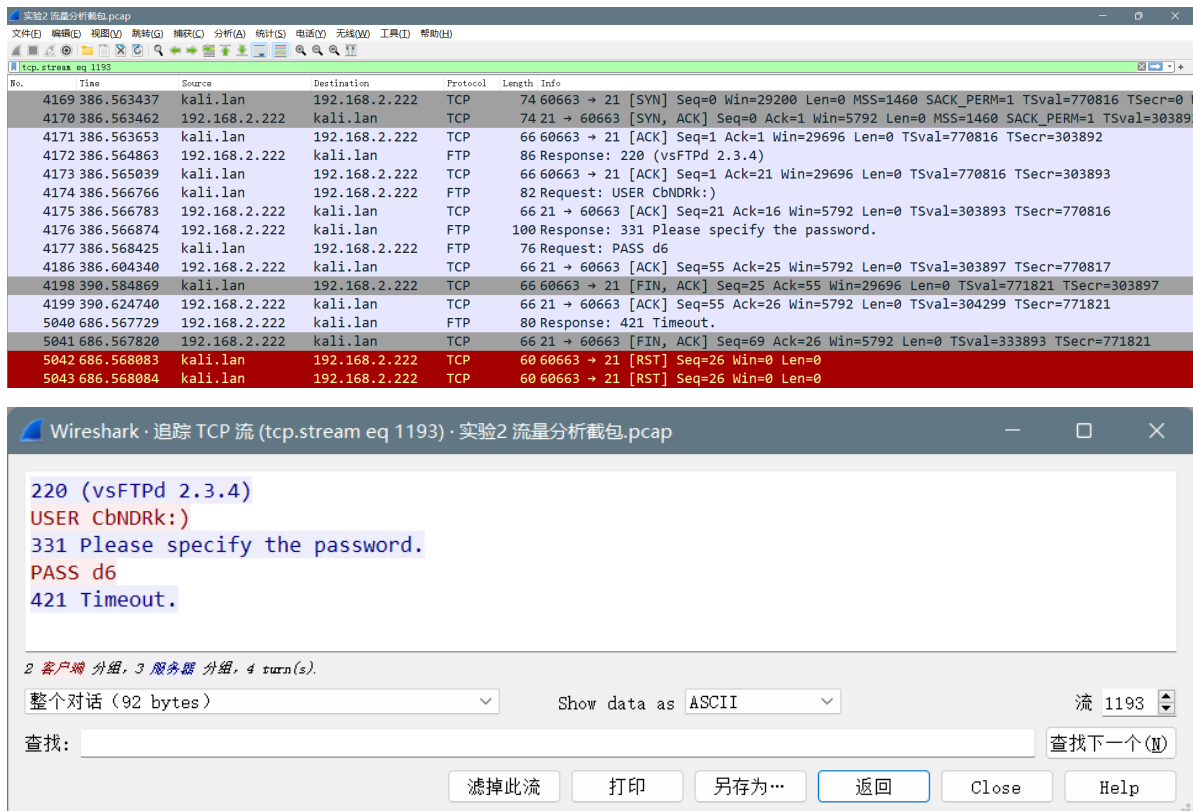 实验2 流量分析截包.pcap
文件(F) 编辑(E) 视图(V) 跳转(G) 捕获(C) 分析(A) 统计(S) 电话(Y) 无线(W) 工具(T) 帮助(H)
tcp.stream eq 1193
No. Time Source Destination Protocol Length Info
4169 386.563437 kali.lan 192.168.2.222 TCP 74 60663 → 21 [SYN] Seq=0 Win=29200 Len=0 MSS=1460 SACK_PERM=1 TSval=770816 TSecr=0
4170 386.563462 192.168.2.222 kali.lan TCP 74 21 → 60663 [SYN, ACK] Seq=0 Ack=1 Win=5792 Len=0 MSS=1460 SACK_PERM=1 TSval=30389
4171 386.563653 kali.lan 192.168.2.222 TCP 66 60663 → 21 [ACK] Seq=1 Ack=1 Win=29696 Len=0 TSval=770816 TSecr=303892
4172 386.564863 192.168.2.222 kali.lan FTP 86 Response: 220 (vsFTPd 2.3.4)
4173 386.565039 kali.lan 192.168.2.222 TCP 66 60663 → 21 [ACK] Seq=1 Ack=21 Win=29696 Len=0 TSval=770816 TSecr=303893
4174 386.566766 kali.lan 192.168.2.222 FTP 82 Request: USER CbNDRk:)
4175 386.566783 192.168.2.222 kali.lan TCP 66 21 → 60663 [ACK] Seq=21 Ack=16 Win=5792 Len=0 TSval=303893 TSecr=770816
4176 386.566874 192.168.2.222 kali.lan FTP 100 Response: 331 Please specify the password.
4177 386.568425 kali.lan 192.168.2.222 FTP 76 Request: PASS d6
4186 386.604340 192.168.2.222 kali.lan TCP 66 21 → 60663 [ACK] Seq=55 Ack=25 Win=5792 Len=0 TSval=303897 TSecr=770817
4198 390.584869 kali.lan 192.168.2.222 TCP 66 60663 → 21 [FIN, ACK] Seq=25 Ack=55 Win=29696 Len=0 TSval=771821 TSecr=303897
4199 390.624740 192.168.2.222 kali.lan TCP 66 21 → 60663 [ACK] Seq=55 Ack=26 Win=5792 Len=0 TSval=304299 TSecr=771821
5040 686.567729 192.168.2.222 kali.lan FTP 80 Response: 421 Timeout.
5041 686.567820 192.168.2.222 kali.lan TCP 66 21 → 60663 [FIN, ACK] Seq=69 Ack=26 Win=5792 Len=0 TSval=333893 TSecr=771821
5042 686.568083 kali.lan 192.168.2.222 TCP 60 60663 → 21 [RST] Seq=26 Win=0 Len=0
5043 686.568084 kali.lan 192.168.2.222 TCP 60 60663 → 21 [RST] Seq=26 Win=0 Len=0
Wireshark · 追踪 TCP 流 (tcp.stream eq 1193) · 实验2 流量分析截包.pcap
220 (vsFTPd 2.3.4)
USER CbNDRk:)
331 Please specify the password.
PASS d6
421 Timeout.
2 客户端 分组, 3 服务器 分组, 4 turn(s).
整个对话 (92 bytes) Show data as ASCII 流 1193
查找: 查找下一个(N)
滤掉此流 打印 另存为… 返回 Close Help